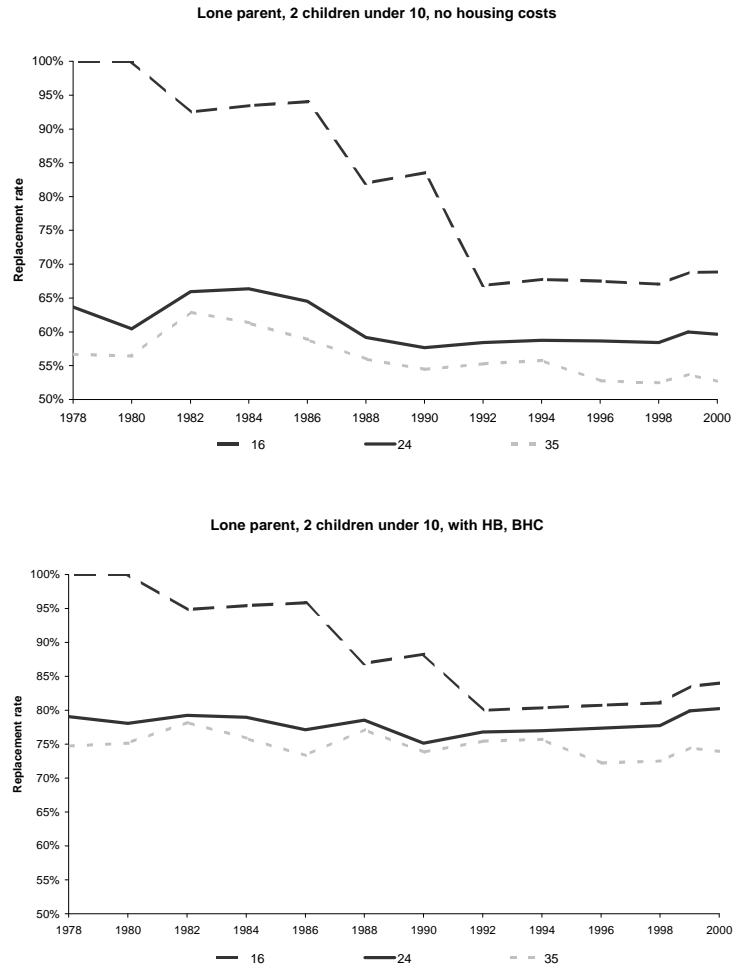 Lone parent, 2 children under 10, no housing costs
100%
95%
90%
85%
80%
75%
70%
65%
60%
55%
50%
Replacement rate
1978 1980 1982 1984 1986 1988 1990 1992 1994 1996 1998 2000
16 24 35
Lone parent, 2 children under 10, with HB, BHC
100%
95%
90%
85%
80%
75%
70%
65%
60%
55%
50%
Replacement rate
1978 1980 1982 1984 1986 1988 1990 1992 1994 1996 1998 2000
16 24 35